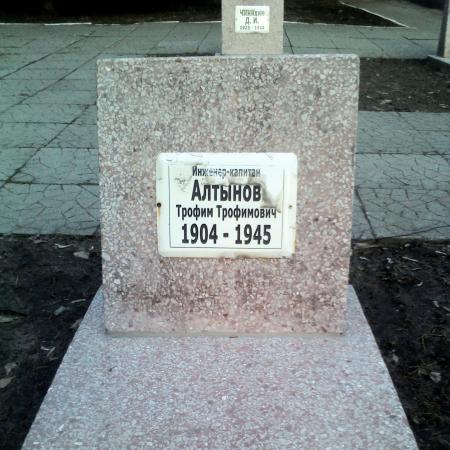 Д. И.
Инженер-капитан
Алтынов
Трофим Трофимович
1904 - 1945